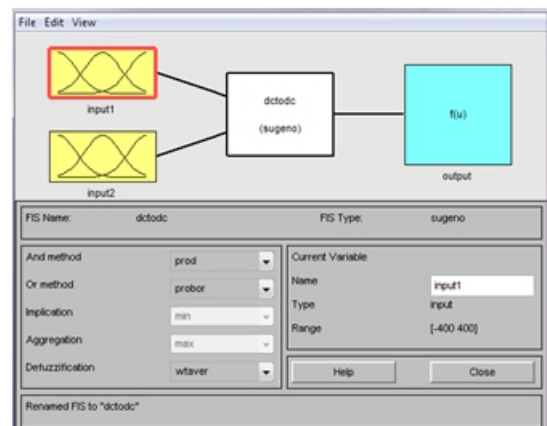 File Edit View
input1
dctodc
(sugeno)
f(u)
input2
output
FIS Name: dctodc FIS Type: sugeno
And method prod
Or method probor
Implication min
Aggregation max
Defuzzification wtaver
Current Variable
Name input1
Type input
Range [-400 400]
Help Close
Renamed FIS to "dctodc"